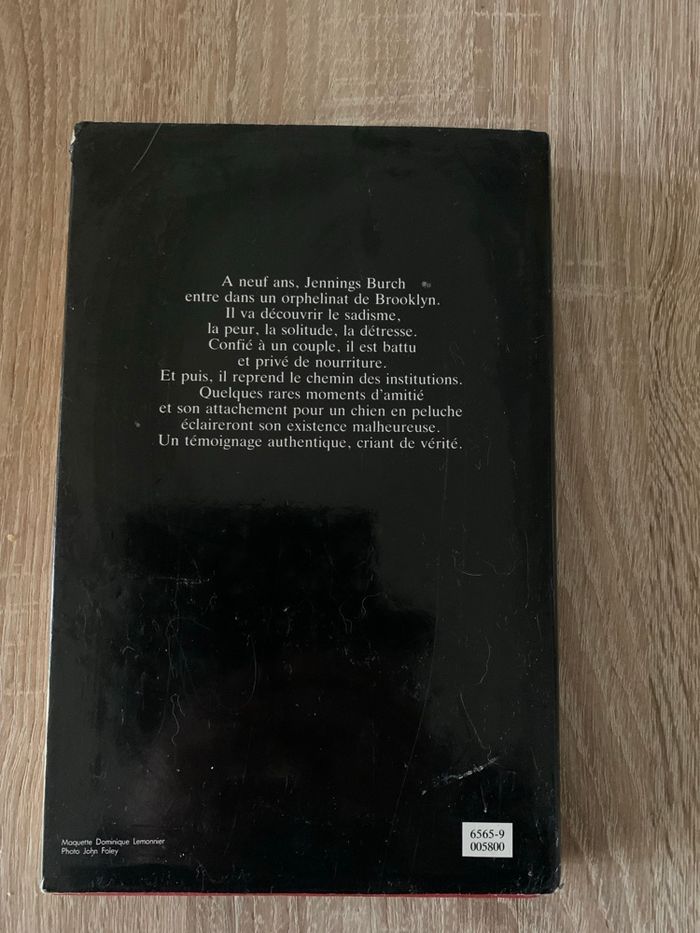 A neuf ans, Jennings Burch
entre dans un orphelinat de Brooklyn.
Il va découvrir le sadisme,
la peur, la solitude, la détresse.
Confié à un couple, il est battu
et privé de nourriture.
Et puis, il reprend le chemin des institutions.
Quelques rares moments d'amitié
et son attachement pour un chien en peluche
éclaireront son existence malheureuse.
Un témoignage authentique, criant de vérité.
Maquette Dominique Lemonnier
Photo John Foley
6565-9
005800